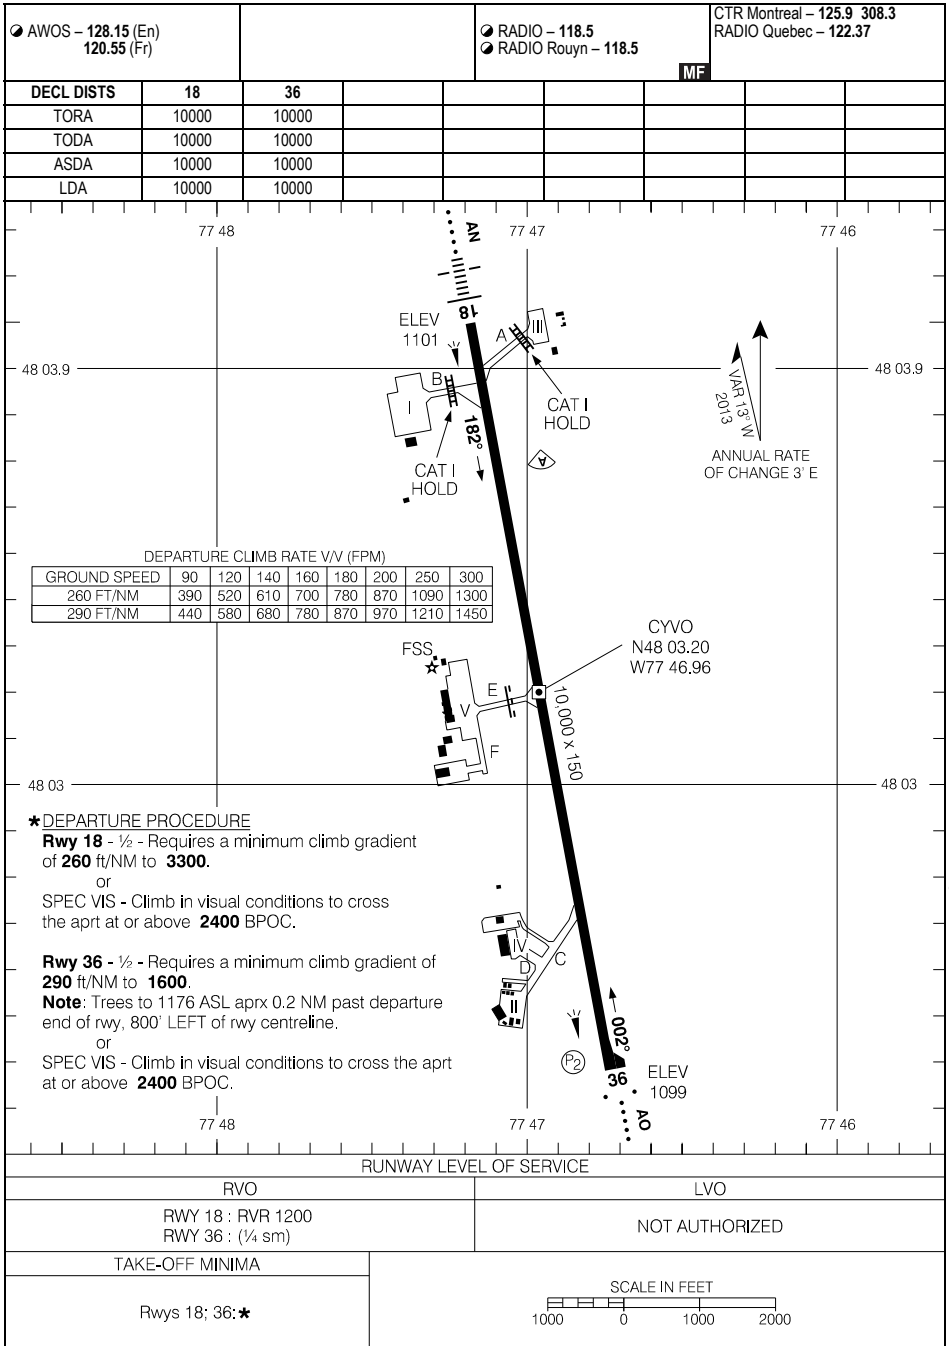 AWOS – 128.15 (En)
120.55 (Fr)
RADIO – 118.5
RADIO Rouyn – 118.5
MF
CTR Montreal – 125.9 308.3
RADIO Quebec – 122.37
DECL DISTS 18 36
TORA 10000 10000
TODA 10000 10000
ASDA 10000 10000
LDA 10000 10000
77 48 77 47 77 46
AN
18
ELEV
1101
A
III
48 03.9 48 03.9
B
I
CAT I
HOLD
CAT I
HOLD
182°
A
VAR 13° W
2013
ANNUAL RATE
OF CHANGE 3' E
DEPARTURE CLIMB RATE V/V (FPM)
GROUND SPEED 90 120 140 160 180 200 250 300
260 FT/NM 390 520 610 700 780 870 1090 1300
290 FT/NM 440 580 680 780 870 970 1210 1450
CYVO
N48 03.20
W77 46.96
FSS
E
V
F
10,000 x 150
48 03 48 03
*DEPARTURE PROCEDURE
Rwy 18 - ½ - Requires a minimum climb gradient
of 260 ft/NM to 3300.
or
SPEC VIS - Climb in visual conditions to cross
the aprt at or above 2400 BPOC.
Rwy 36 - ½ - Requires a minimum climb gradient of
290 ft/NM to 1600.
Note: Trees to 1176 ASL aprx 0.2 NM past departure
end of rwy, 800' LEFT of rwy centreline.
or
SPEC VIS - Climb in visual conditions to cross the aprt
at or above 2400 BPOC.
IV
D
C
II
002°
P2
36
ELEV
1099
AO
77 48 77 47 77 46
RUNWAY LEVEL OF SERVICE
RVO LVO
RWY 18 : RVR 1200
RWY 36 : (¼ sm)
NOT AUTHORIZED
TAKE-OFF MINIMA
Rwys 18; 36:*
SCALE IN FEET
1000 0 1000 2000